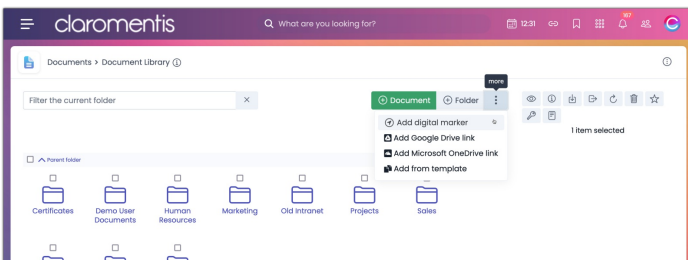 claromentis
What are you looking for?
12:31
187
Documents > Document Library
more
Filter the current folder
Document
Folder
Add digital marker
1 item selected
Add Google Drive link
Add Microsoft OneDrive link
Add from template
Parent folder
Certificates
Demo User Documents
Human Resources
Marketing
Old Intranet
Projects
Sales